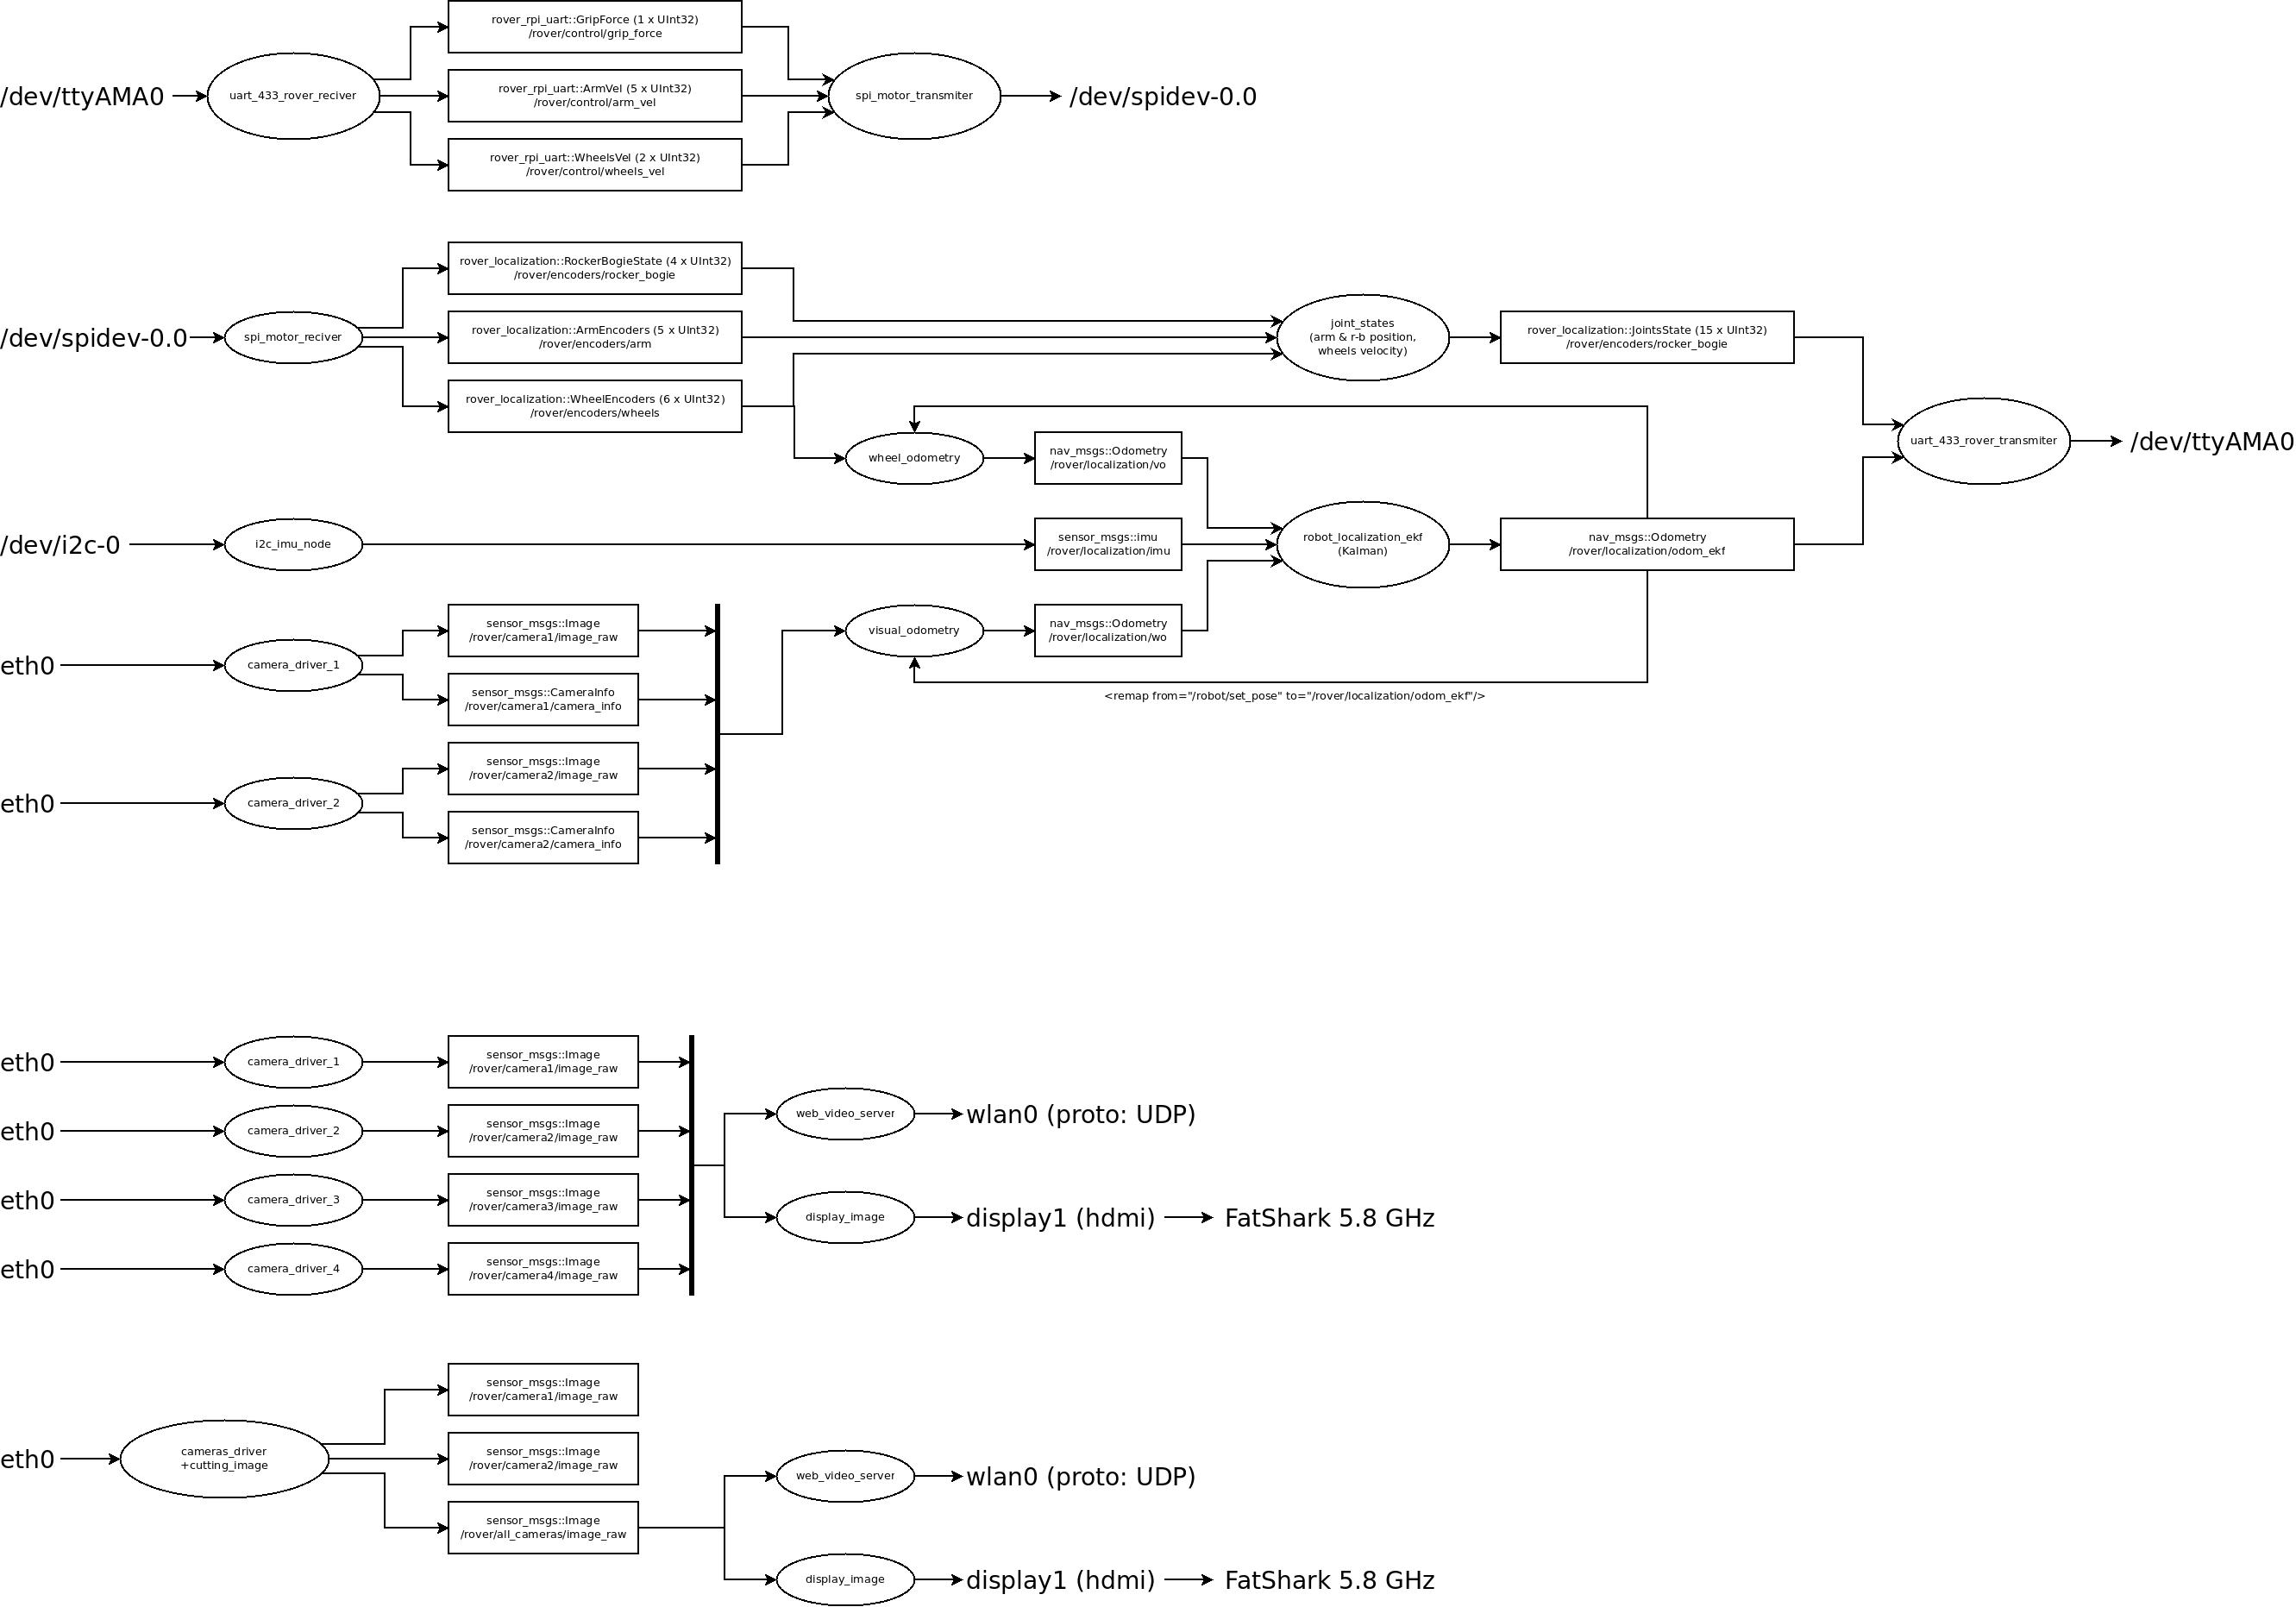 rover_rpi_uart::GripForce (1 x UInt32)
/rover/control/grip_force
/dev/ttyAMA0
uart_433_rover_reciver
rover_rpi_uart::ArmVel (5 x UInt32)
/rover/control/arm_vel
spi_motor_transmiter
/dev/spidev-0.0
rover_rpi_uart::WheelsVel (2 x UInt32)
/rover/control/wheels_vel
rover_localization::RockerBogieState (4 x UInt32)
/rover/encoders/rocker_bogie
/dev/spidev-0.0
spi_motor_reciver
rover_localization::ArmEncoders (5 x UInt32)
/rover/encoders/arm
joint_states
(arm & r-b position,
wheels velocity)
rover_localization::JointsState (15 x UInt32)
/rover/encoders/rocker_bogie
rover_localization::WheelEncoders (6 x UInt32)
/rover/encoders/wheels
uart_433_rover_transmiter
/dev/ttyAMA0
wheel_odometry
nav_msgs::Odometry
/rover/localization/vo
/dev/i2c-0
i2c_imu_node
sensor_msgs::imu
/rover/localization/imu
robot_localization_ekf
(Kalman)
nav_msgs::Odometry
/rover/localization/odom_ekf
sensor_msgs::Image
/rover/camera1/image_raw
visual_odometry
nav_msgs::Odometry
/rover/localization/wo
eth0
camera_driver_1
sensor_msgs::CameraInfo
/rover/camera1/camera_info
<remap from="/robot/set_pose" to="/rover/localization/odom_ekf"/>
sensor_msgs::Image
/rover/camera2/image_raw
eth0
camera_driver_2
sensor_msgs::CameraInfo
/rover/camera2/camera_info
eth0
camera_driver_1
sensor_msgs::Image
/rover/camera1/image_raw
web_video_server
wlan0 (proto: UDP)
eth0
camera_driver_2
sensor_msgs::Image
/rover/camera2/image_raw
eth0
camera_driver_3
sensor_msgs::Image
/rover/camera3/image_raw
display_image
display1 (hdmi)
FatShark 5.8 GHz
eth0
camera_driver_4
sensor_msgs::Image
/rover/camera4/image_raw
sensor_msgs::Image
/rover/camera1/image_raw
eth0
cameras_driver
+cutting_image
sensor_msgs::Image
/rover/camera2/image_raw
web_video_server
wlan0 (proto: UDP)
sensor_msgs::Image
/rover/all_cameras/image_raw
display_image
display1 (hdmi)
FatShark 5.8 GHz